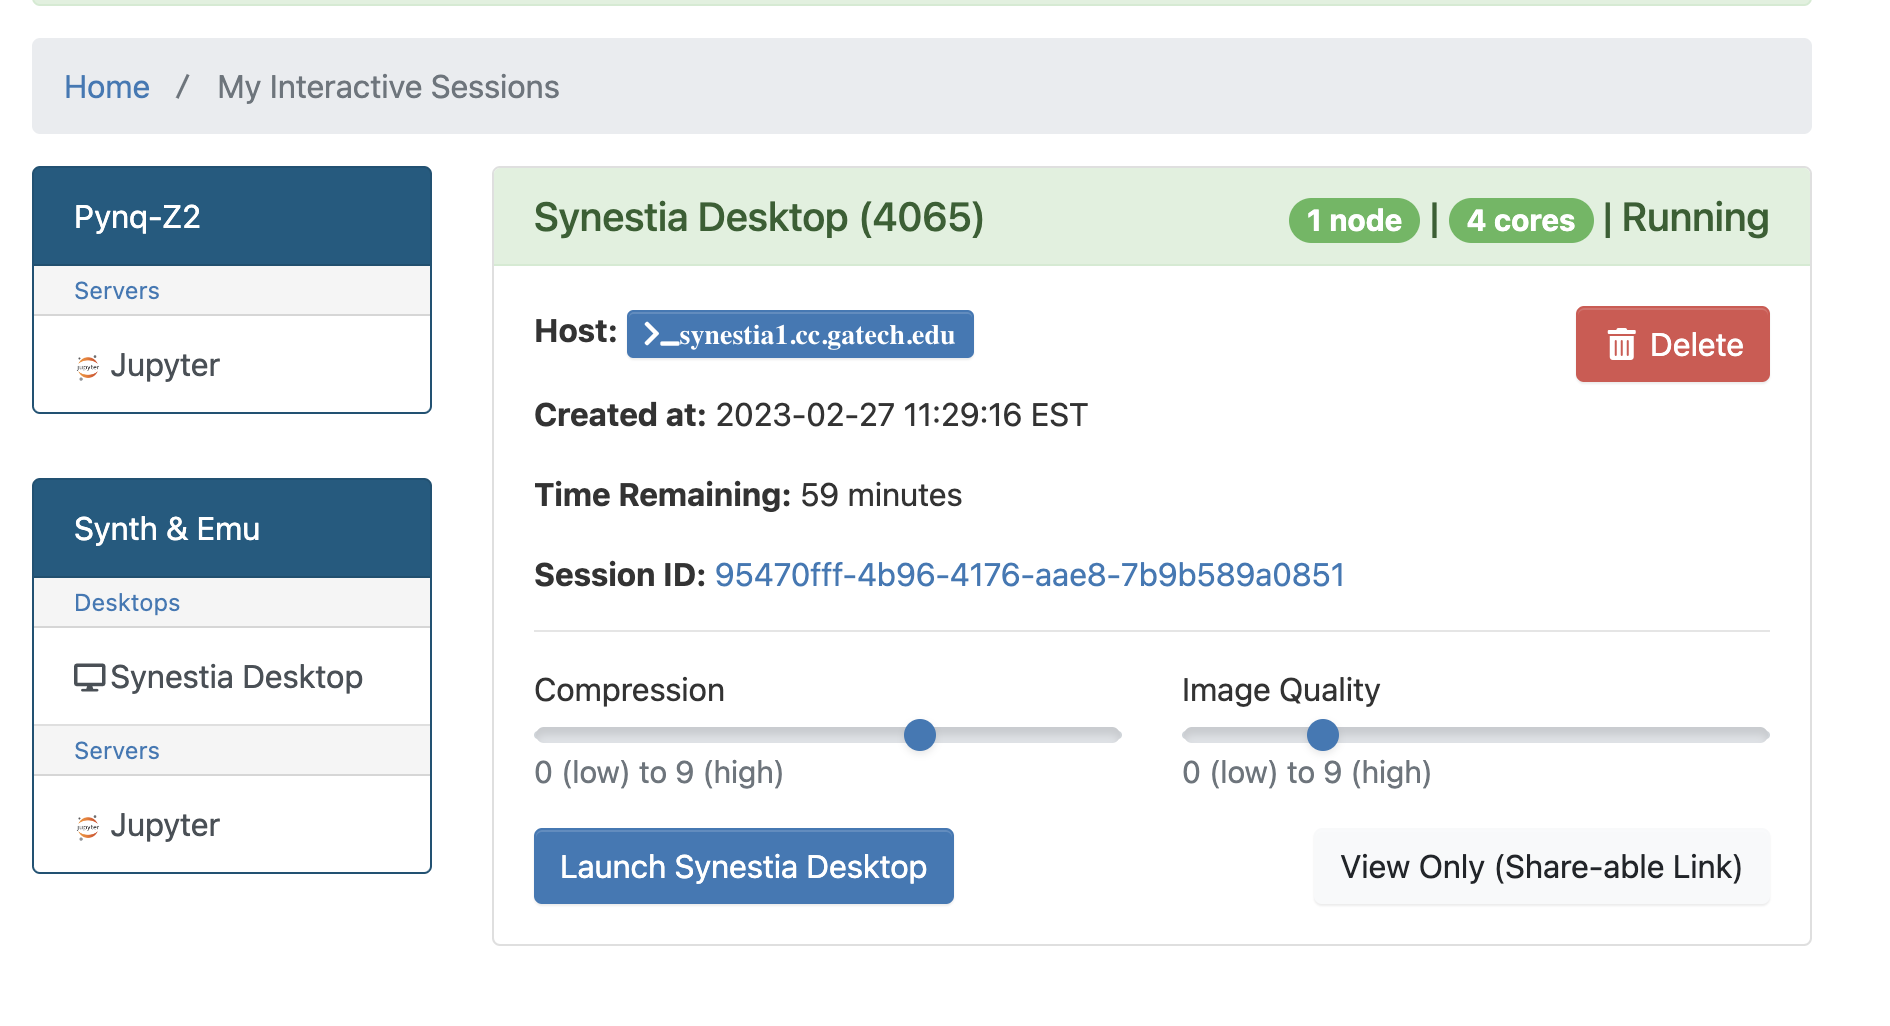 Home / My Interactive Sessions
Pynq-Z2
Servers
jupyter Jupyter
Synth & Emu
Desktops
Synestia Desktop
Servers
jupyter Jupyter
Synestia Desktop (4065) 1 node | 4 cores | Running
Host: >_synestia1.cc.gatech.edu Delete
Created at: 2023-02-27 11:29:16 EST
Time Remaining: 59 minutes
Session ID: 95470fff-4b96-4176-aae8-7b9b589a0851
Compression
0 (low) to 9 (high)
Image Quality
0 (low) to 9 (high)
Launch Synestia Desktop
View Only (Share-able Link)